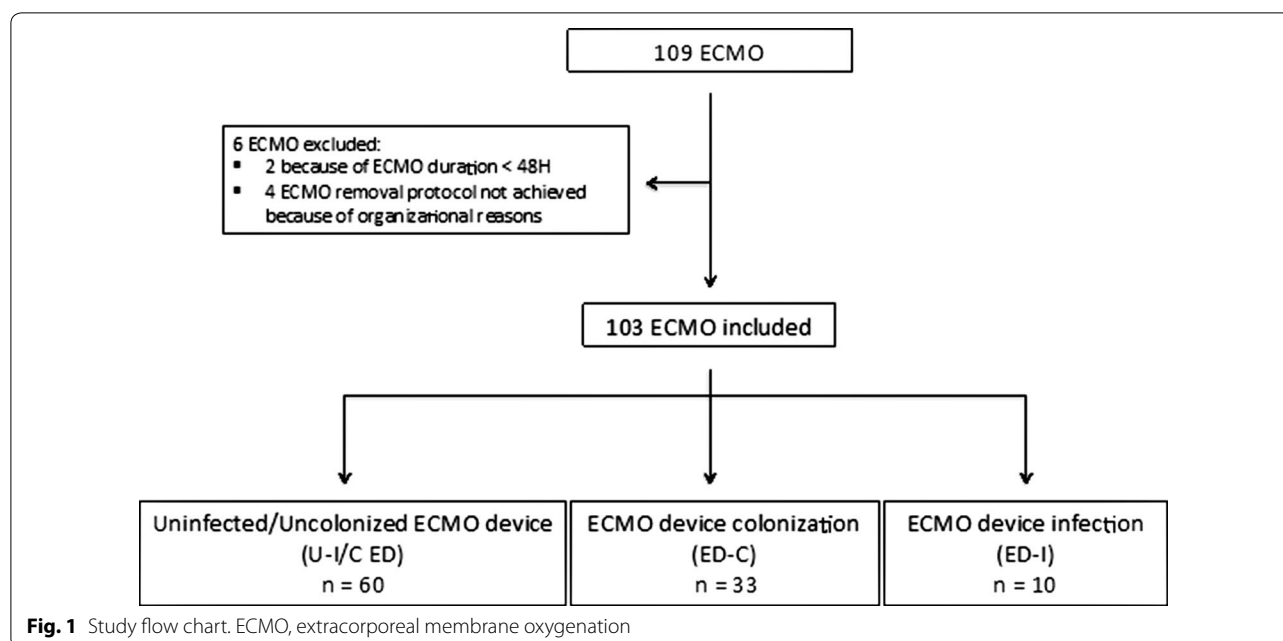 109 ECMO
6 ECMO excluded:
▪ 2 because of ECMO duration < 48H
▪ 4 ECMO removal protocol not achieved
because of organizational reasons
103 ECMO included
Uninfected/Uncolonized ECMO device
(U-I/C ED)
n = 60
ECMO device colonization
(ED-C)
n = 33
ECMO device infection
(ED-I)
n = 10
Fig. 1 Study flow chart. ECMO, extracorporeal membrane oxygenation